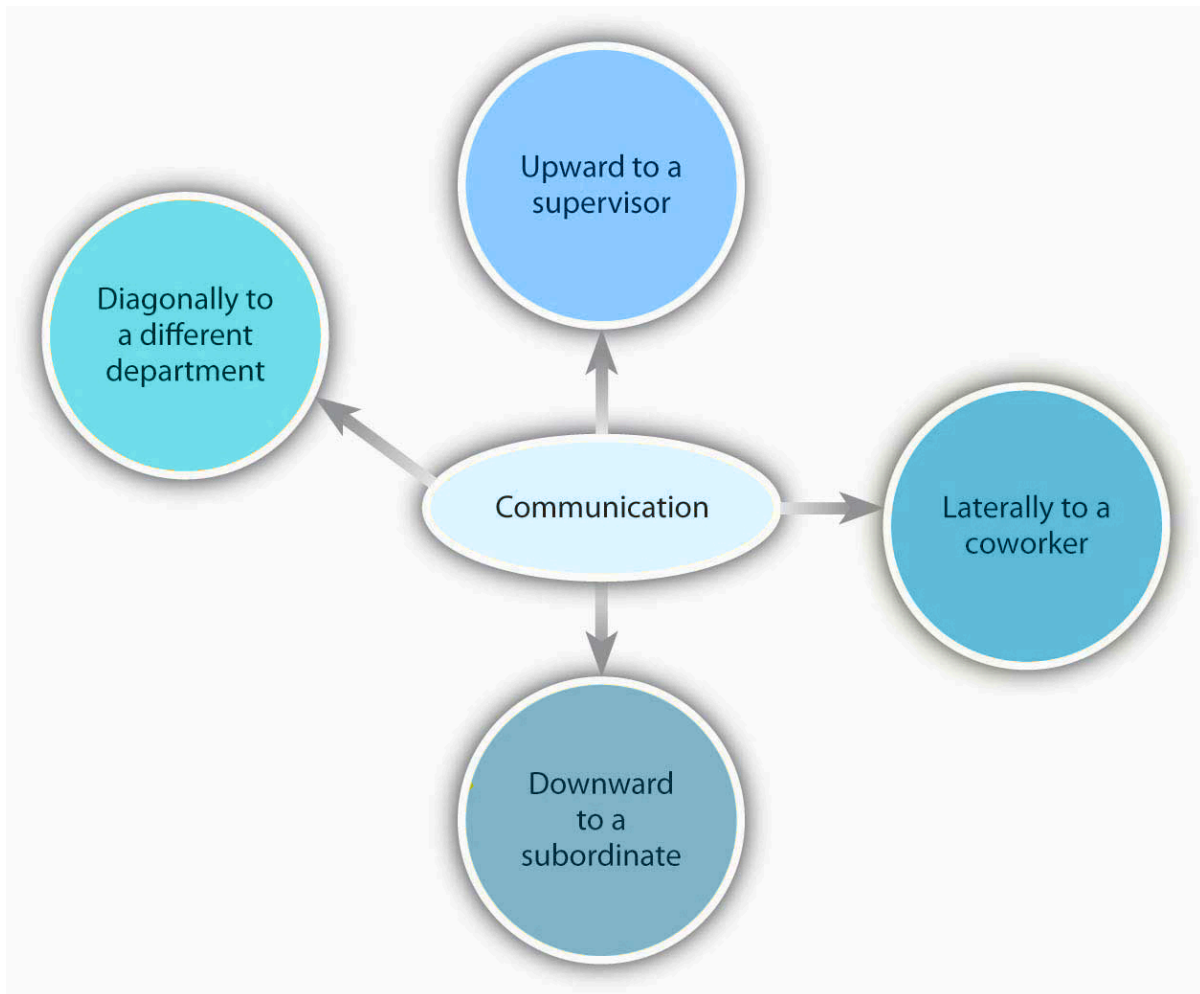 Upward to a
supervisor
Diagonally to
a different
department
Communication
Laterally to a
coworker
Downward
to a
subordinate